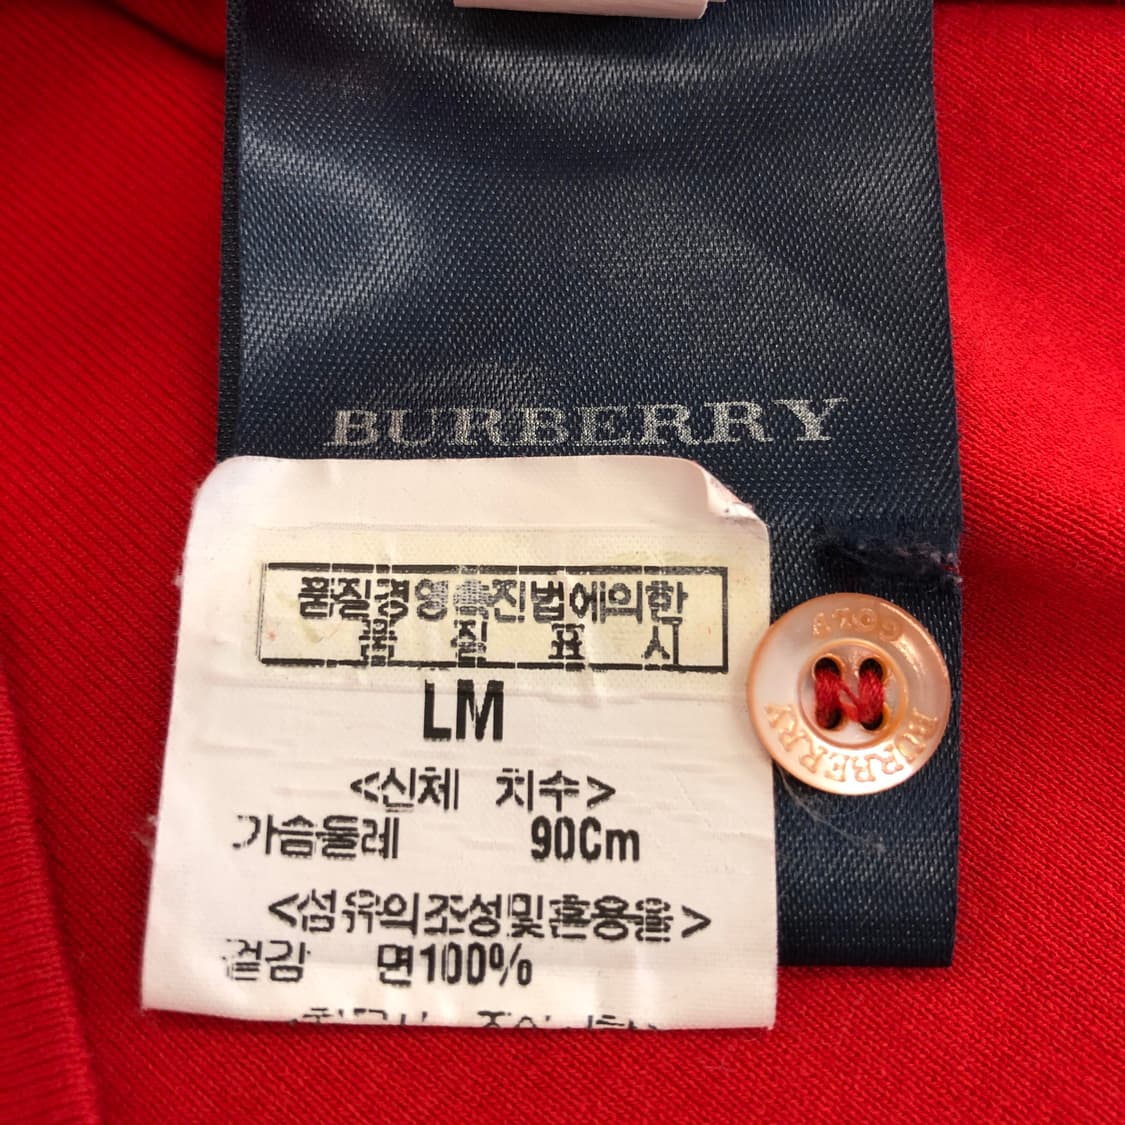 BURBERRY
품질경영촉진법에의한
품 질 표 시
LM
<신체 치수>
가슴둘레 90Cm
<섬유의조성및혼용율>
겉감 면100%
GOLF
BURBERRY